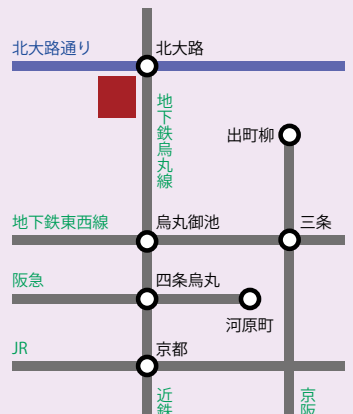 北大路通り
北大路
地下鉄烏丸線
出町柳
地下鉄東西線
烏丸御池
三条
阪急
四条烏丸
河原町
JR
京都
近鉄
京阪